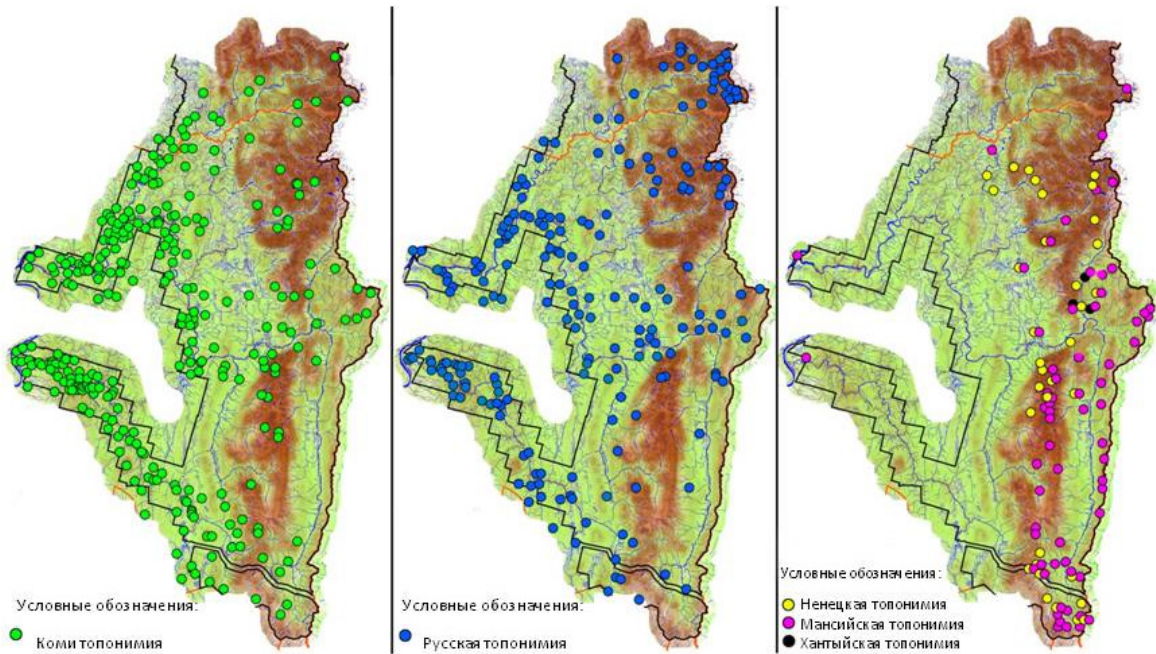 Условные обозначения:
Коми топонимия
Условные обозначения:
Русская топонимия
Условные обозначения:
Ненецкая топонимия
Мансийская топонимия
Хантыйская топонимия